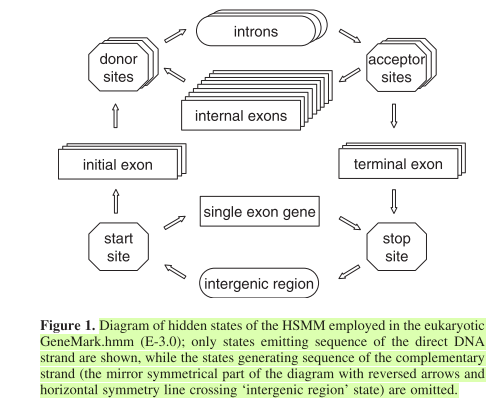 introns
donor
sites
acceptor
sites
internal exons
initial exon
terminal exon
single exon gene
start
site
stop
site
intergenic region
Figure 1. Diagram of hidden states of the HSMM employed in the eukaryotic
GeneMark.hmm (E-3.0); only states emitting sequence of the direct DNA
strand are shown, while the states generating sequence of the complementary
strand (the mirror symmetrical part of the diagram with reversed arrows and
horizontal symmetry line crossing ‘intergenic region’ state) are omitted.